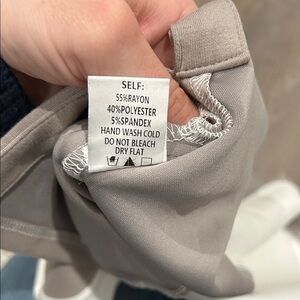 SELF:
55%RAYON
40%POLYESTER
5%SPANDEX
HAND WASH COLD
DO NOT BLEACH
DRY FLAT